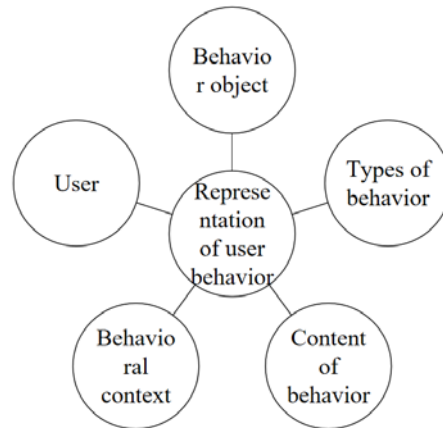 Behavio
r object
User
Types of
behavior
Represe
ntation
of user
behavior
Behavio
ral
context
Content
of
behavior